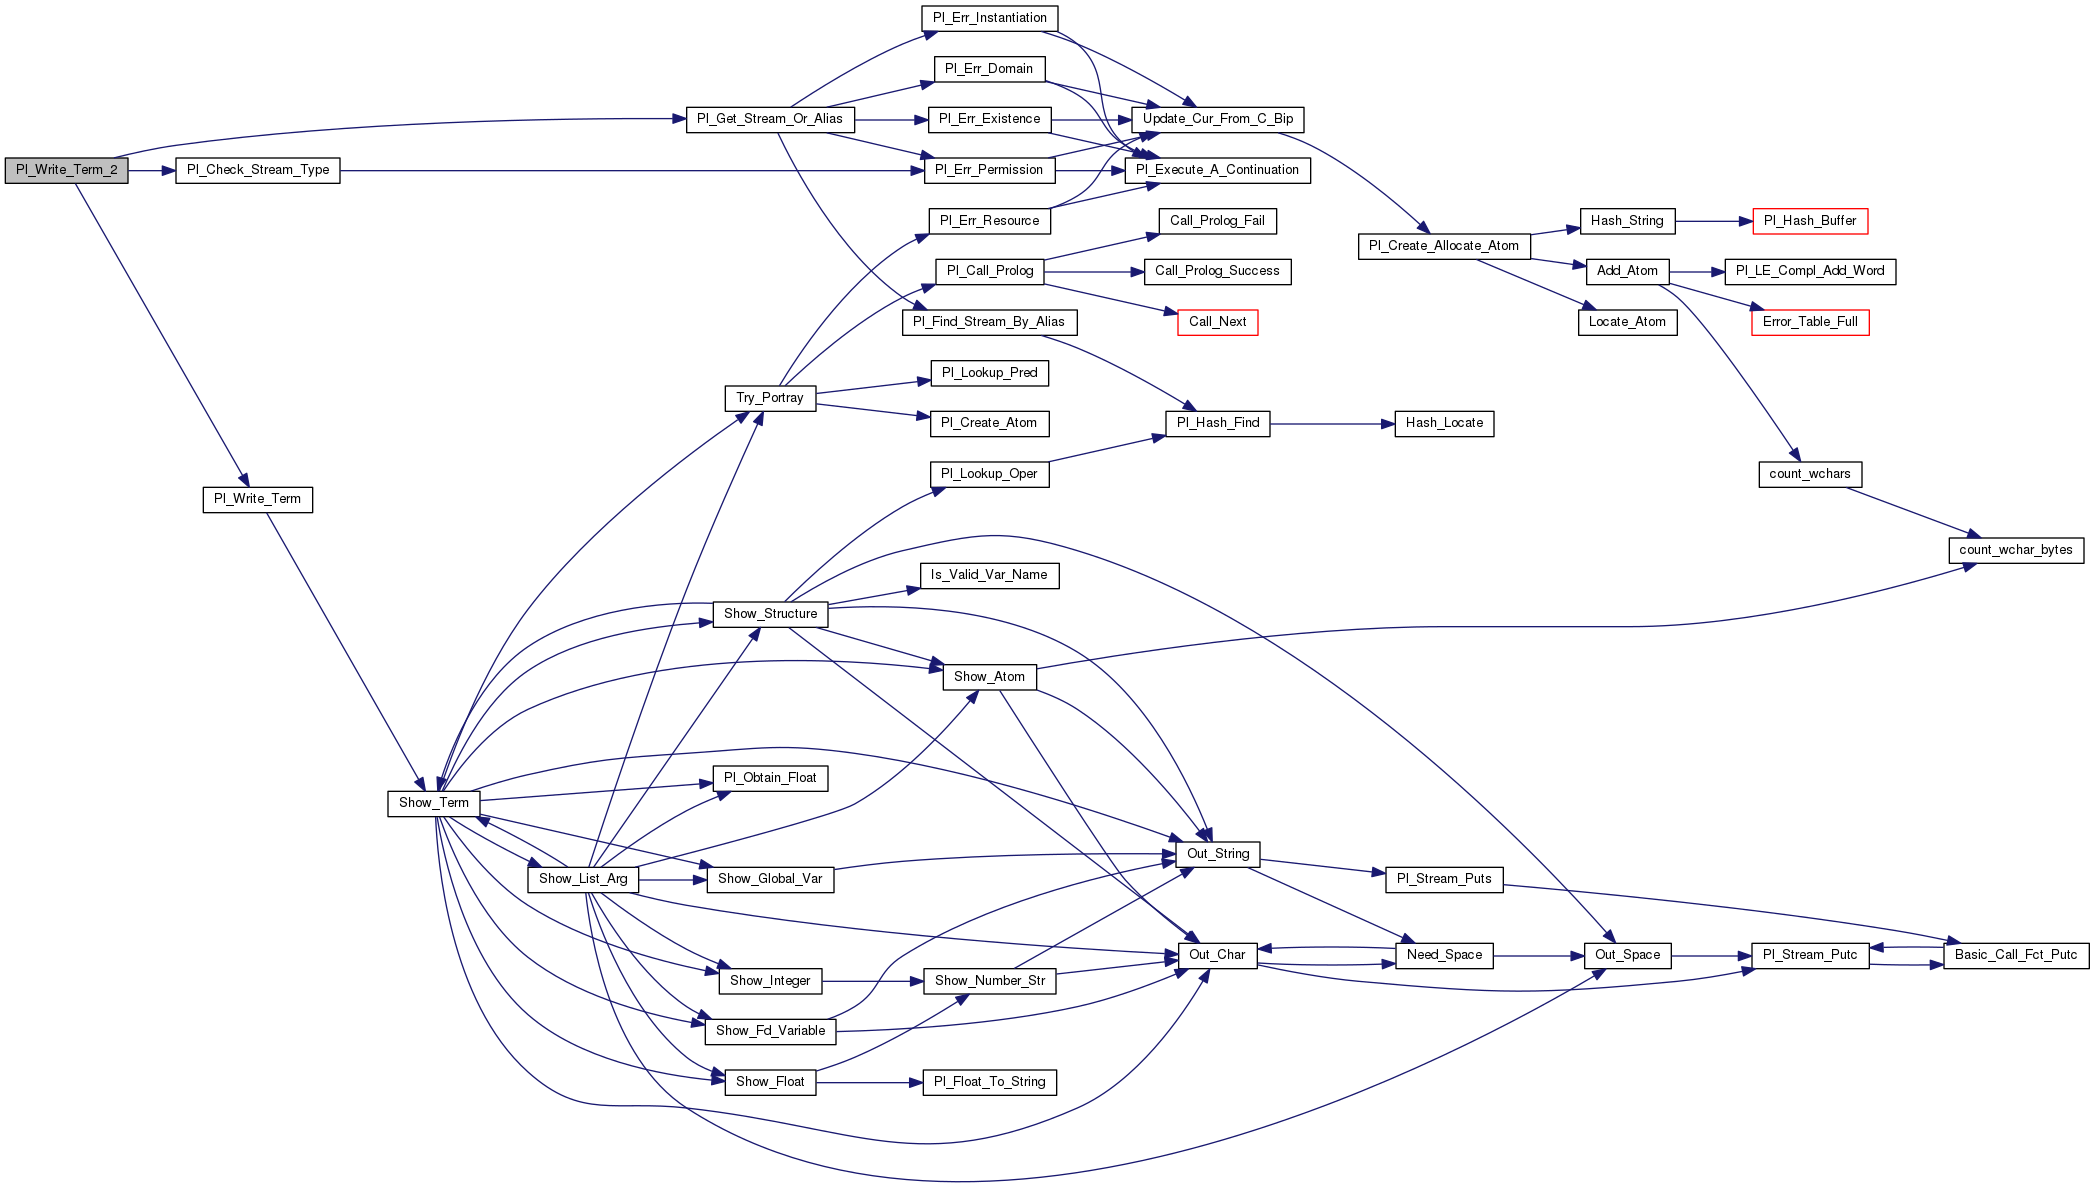 Pl_Write_Term_2
Pl_Check_Stream_Type
Pl_Write_Term
Show_Term
Show_List_Arg
Pl_Get_Stream_Or_Alias
Try_Portray
Show_Structure
Pl_Obtain_Float
Show_Global_Var
Show_Integer
Show_Fd_Variable
Show_Float
Pl_Err_Instantiation
Pl_Err_Domain
Pl_Err_Existence
Pl_Err_Permission
Pl_Err_Resource
Pl_Call_Prolog
Pl_Find_Stream_By_Alias
Pl_Lookup_Pred
Pl_Create_Atom
Pl_Lookup_Oper
Is_Valid_Var_Name
Show_Atom
Show_Number_Str
Pl_Float_To_String
Update_Cur_From_C_Bip
Pl_Execute_A_Continuation
Call_Prolog_Fail
Call_Prolog_Success
Call_Next
Pl_Hash_Find
Out_String
Out_Char
Pl_Create_Allocate_Atom
Hash_Locate
Pl_Stream_Puts
Need_Space
Hash_String
Add_Atom
Locate_Atom
Out_Space
Pl_Hash_Buffer
Pl_LE_Compl_Add_Word
Error_Table_Full
count_wchars
Pl_Stream_Putc
count_wchar_bytes
Basic_Call_Fct_Putc